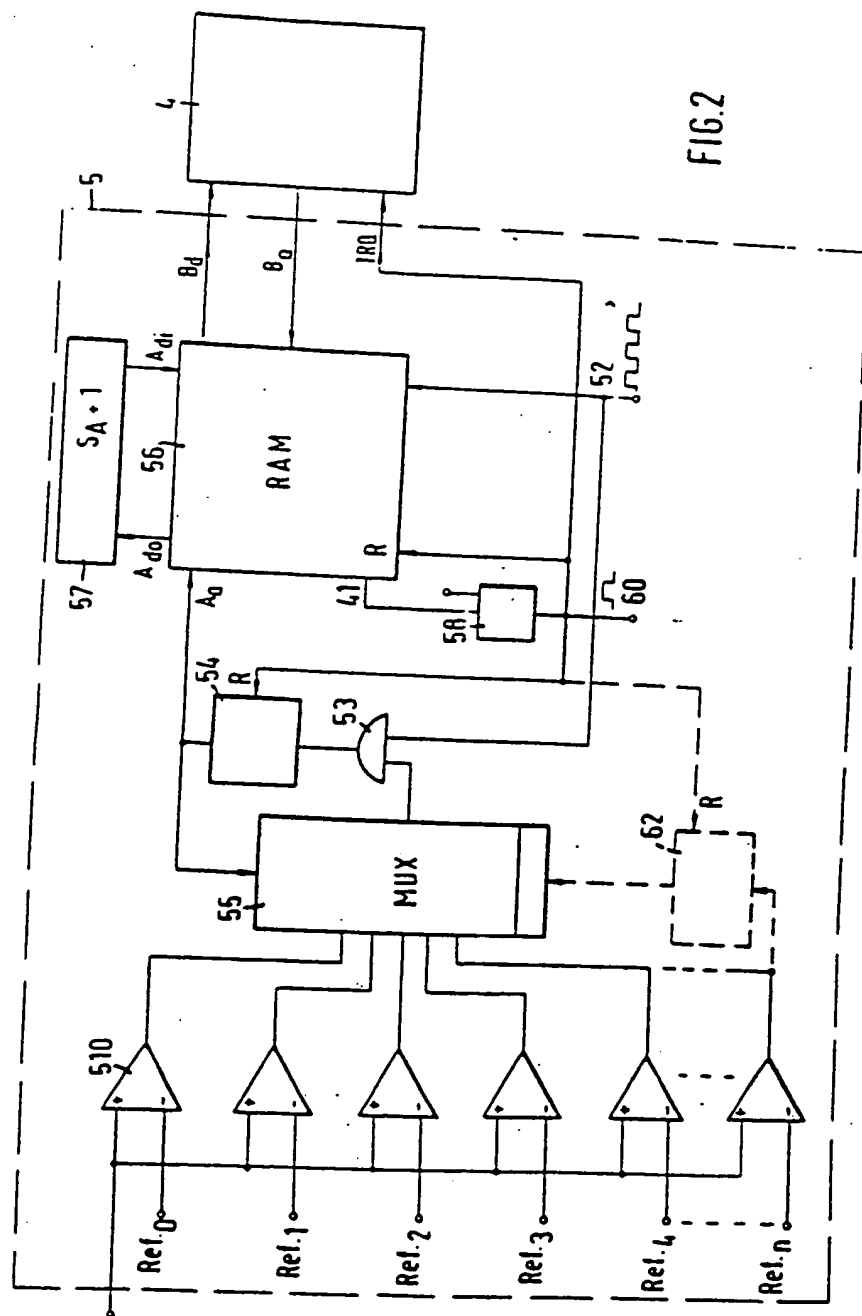 FIG.2
5
4
57
S_A + 1
A_do
A_di
B_d
56
RAM
B_a
A_a
R
IRQ
41
58
54
R
53
60
52
55
MUX
62
R
510
+ -
+ -
+ -
+ -
+ -
+ -
Ref.0
Ref.1
Ref.2
Ref.3
Ref.4
Ref.n